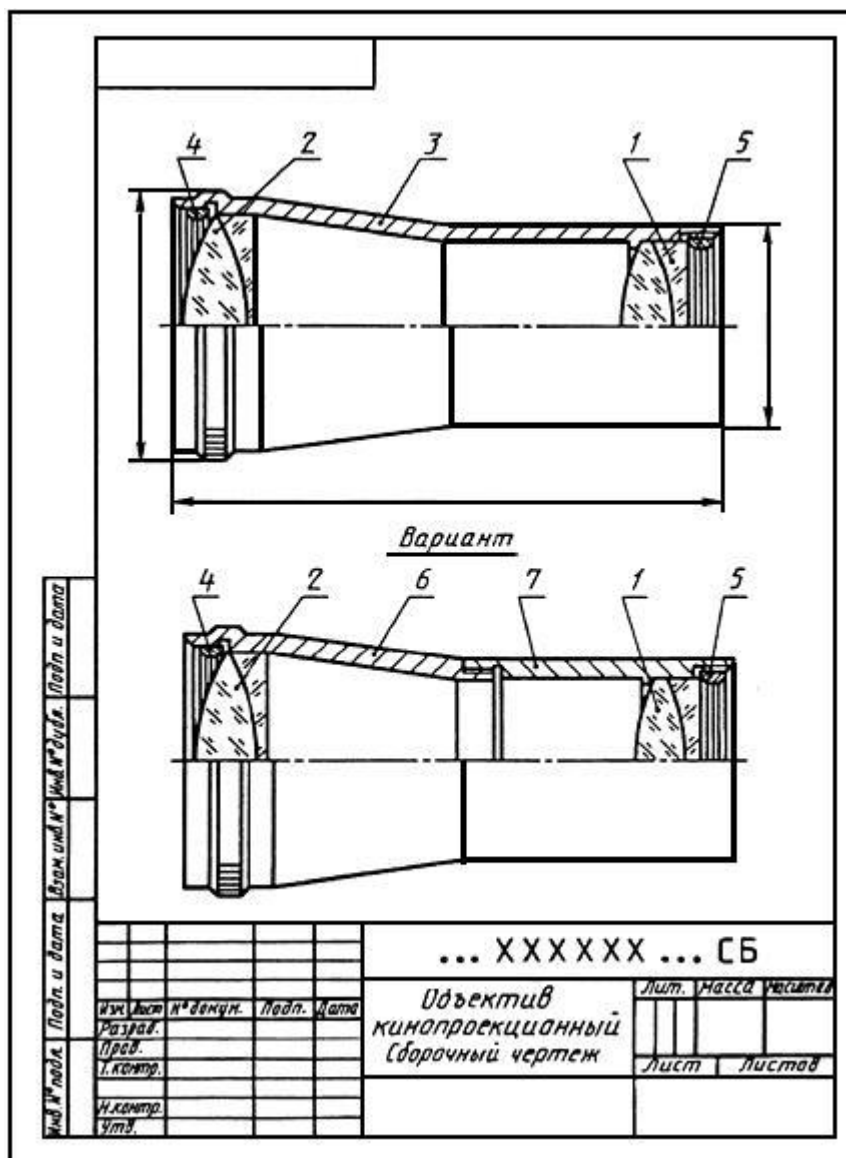 4 2 3 1 5
Вариант
4 2 6 7 1 5
Подп. и дата
Инв.№ дубл.
Взам. инв.№
Подп. и дата
Инв.№ подл.
... XXXXXX ... СБ
Объектив
кинопроекционный
Сборочный чертеж
Лит. Масса Масштаб
Лист Листов
Изм. Лист № докум. Подп. Дата
Разраб.
Пров.
Т.контр.
Н.контр.
Утв.